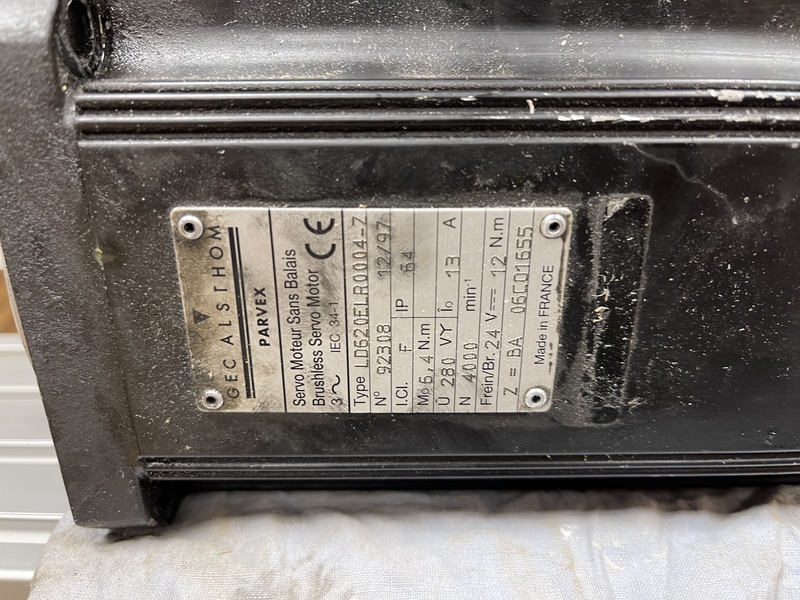 GEC ALSTHOM
PARVEX
Servo Moteur Sans Balais
Brushless Servo Motor
3~ IEC 34-1 CE
Type LD620ELR0004-7
N° 92308 12/97
I.Cl. F IP 64
M₀ 6,4 N.m
Û 280 VY Î₀ 13 A
N 4000 min⁻¹
Frein/Br. 24 V⎓ 12 N.m
Z = BA 06C01655
Made in FRANCE